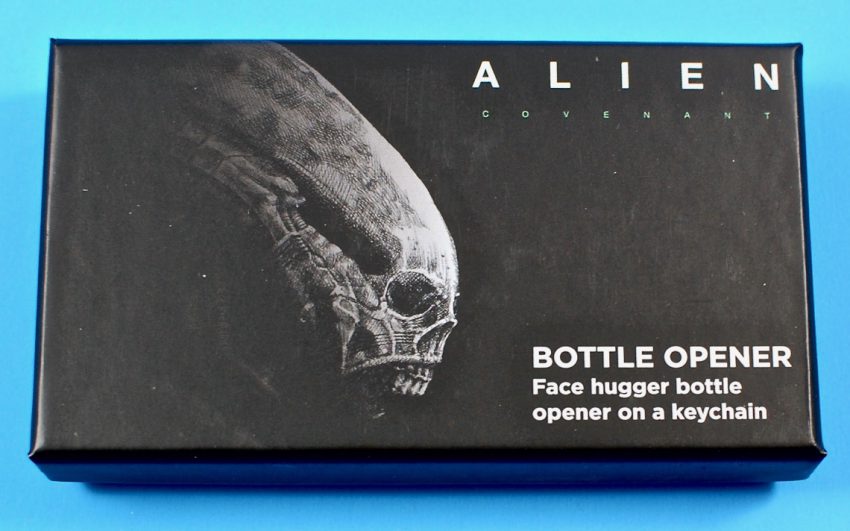 ALIEN
COVENANT
BOTTLE OPENER
Face hugger bottle
opener on a keychain